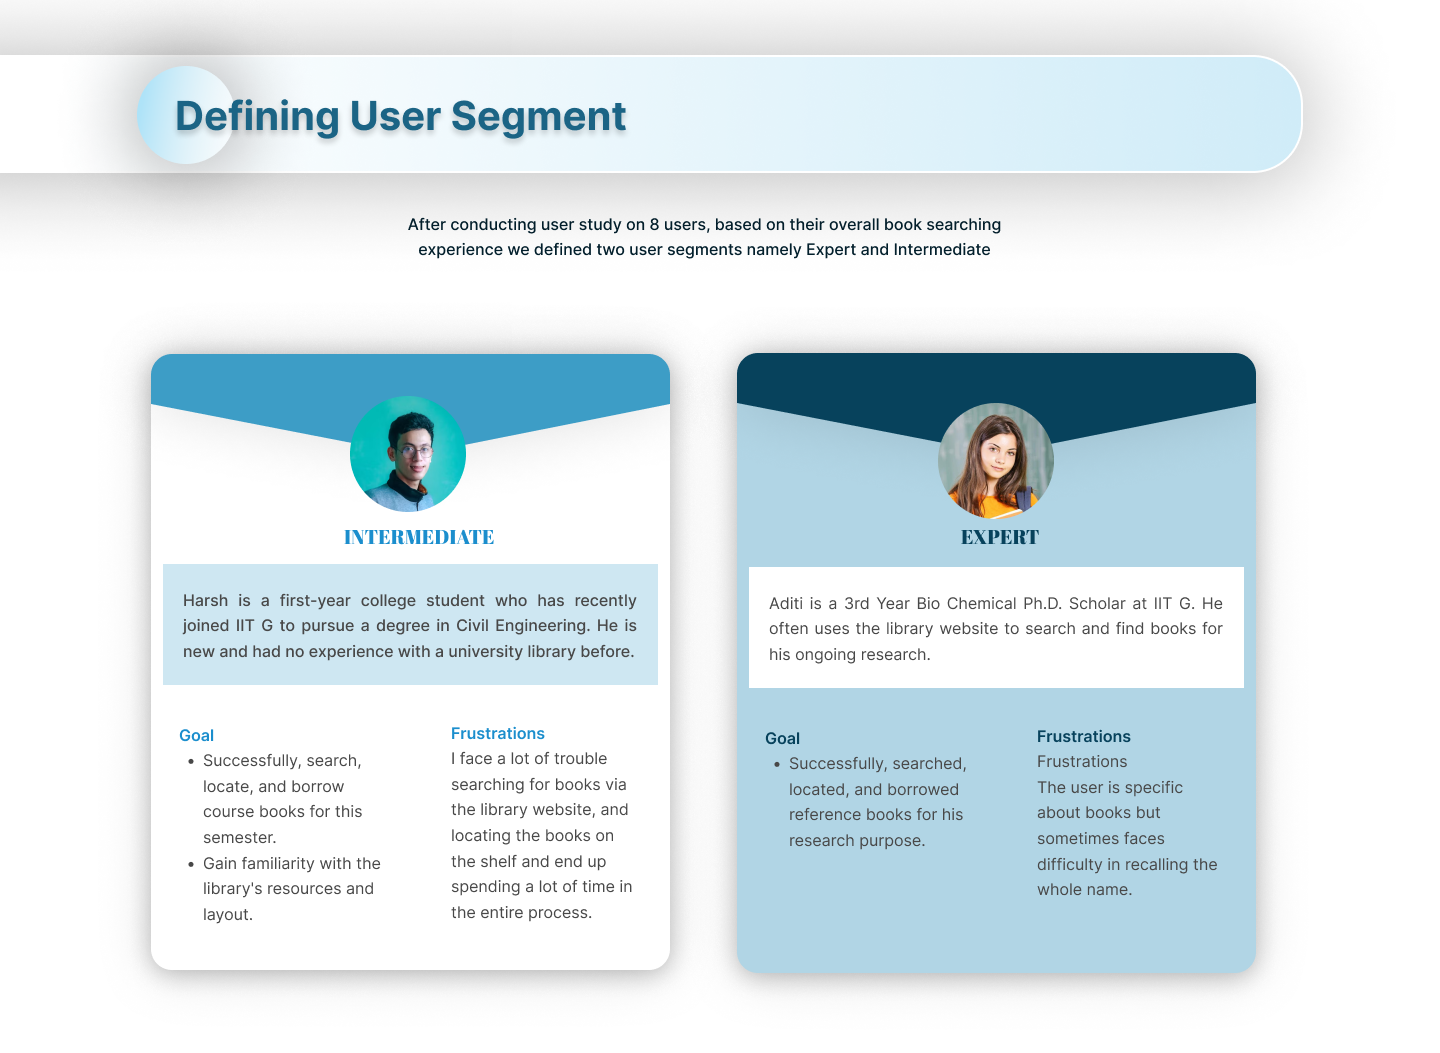 Defining User Segment
After conducting user study on 8 users, based on their overall book searching
experience we defined two user segments namely Expert and Intermediate
INTERMEDIATE
Harsh is a first-year college student who has recently
joined IIT G to pursue a degree in Civil Engineering. He is
new and had no experience with a university library before.
Goal
• Successfully, search,
locate, and borrow
course books for this
semester.
• Gain familiarity with the
library's resources and
layout.
Frustrations
I face a lot of trouble
searching for books via
the library website, and
locating the books on
the shelf and end up
spending a lot of time in
the entire process.
EXPERT
Aditi is a 3rd Year Bio Chemical Ph.D. Scholar at IIT G. He
often uses the library website to search and find books for
his ongoing research.
Goal
• Successfully, searched,
located, and borrowed
reference books for his
research purpose.
Frustrations
Frustrations
The user is specific
about books but
sometimes faces
difficulty in recalling the
whole name.